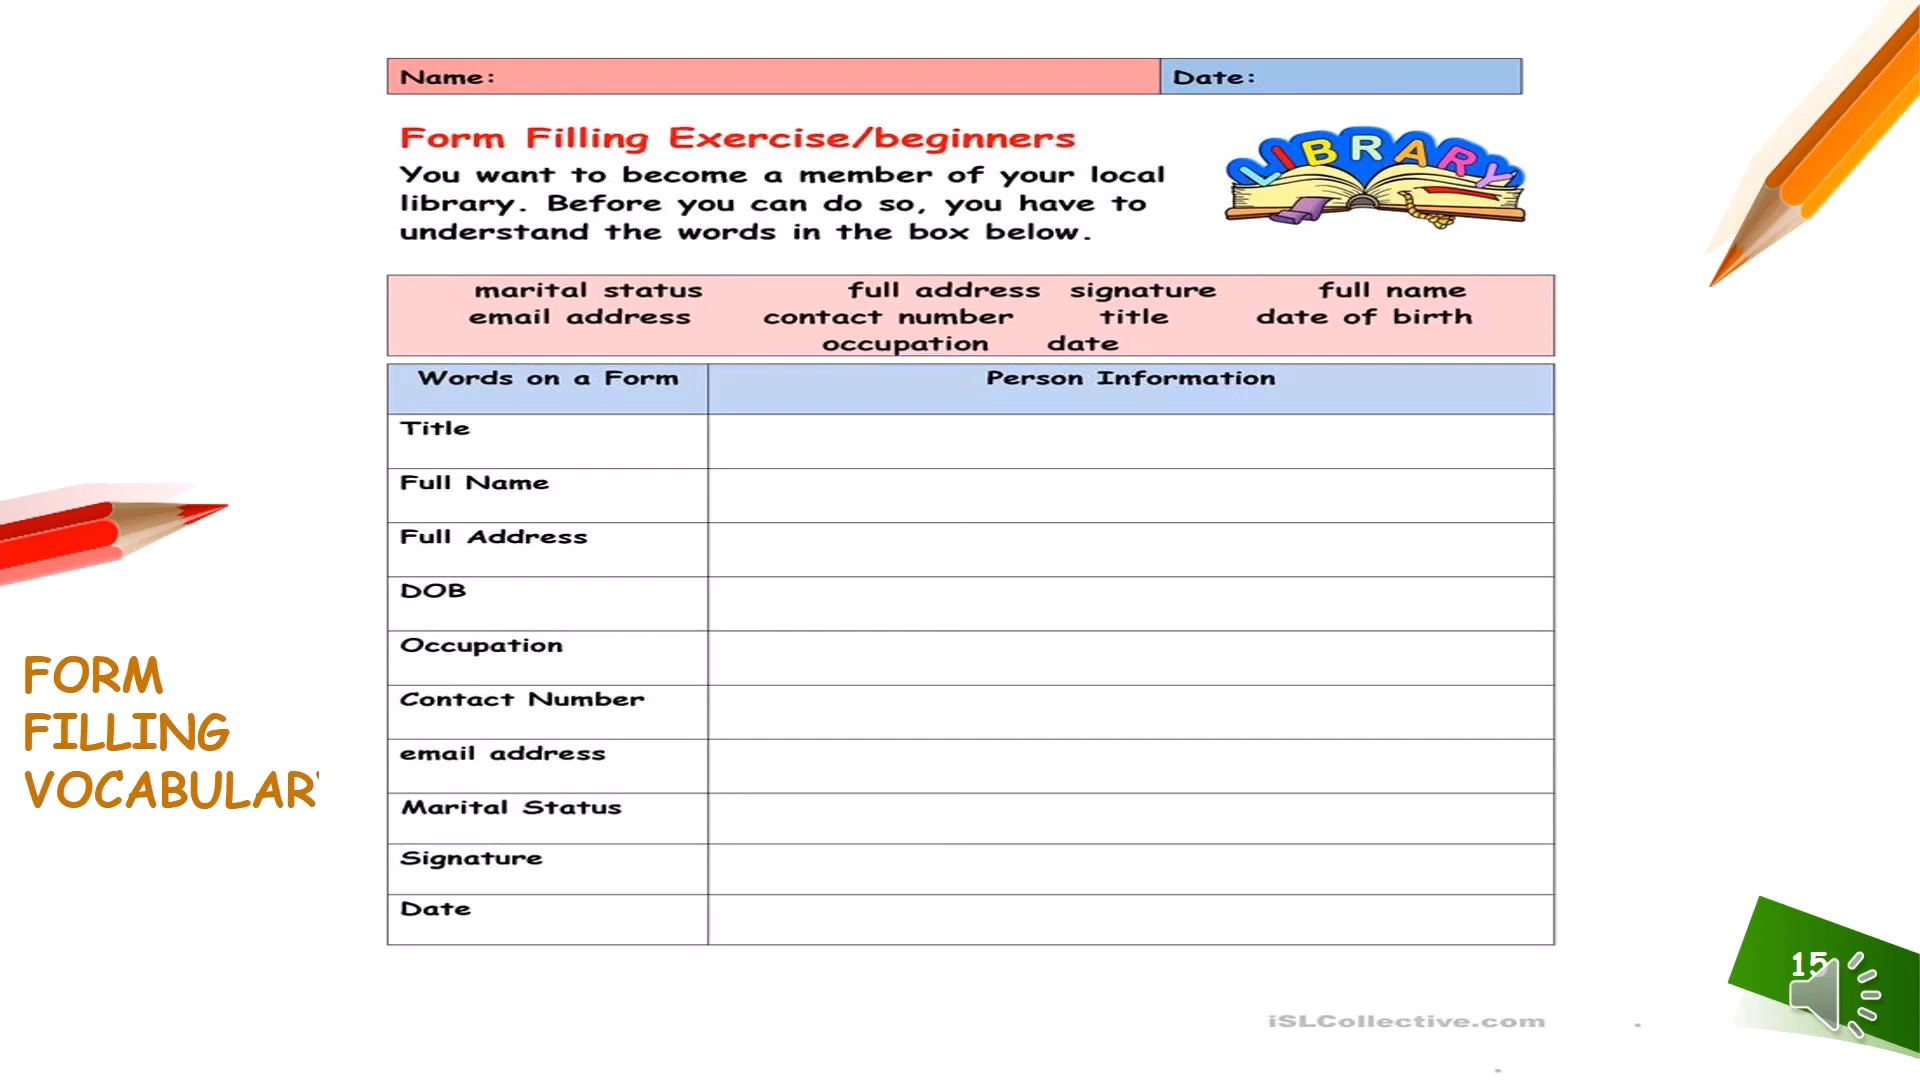 Name:
Date:
Form Filling Exercise/beginners
You want to become a member of your local
library. Before you can do so, you have to
understand the words in the box below.
LIBRARY
marital status full address signature full name
email address contact number title date of birth
occupation date
Words on a Form Person Information
Title
Full Name
Full Address
DOB
Occupation
Contact Number
email address
Marital Status
Signature
Date
FORM
FILLING
VOCABULARY
15
iSLCollective.com